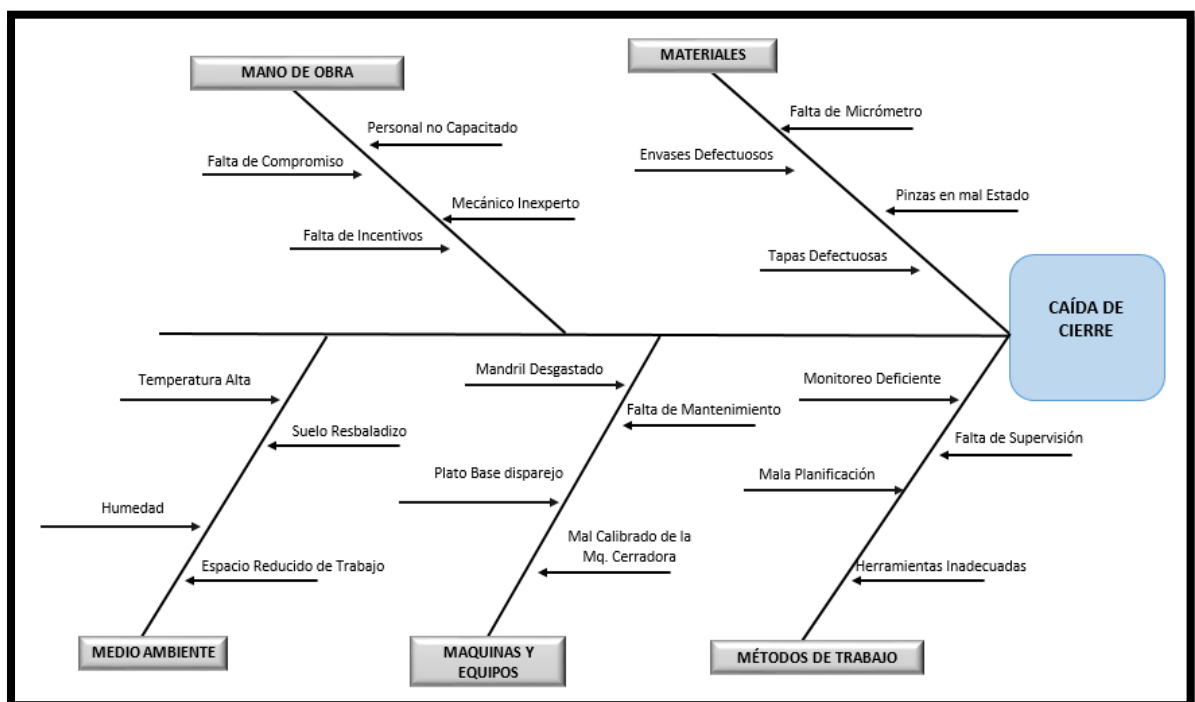 MATERIALES
MANO DE OBRA
Falta de Micrómetro
Personal no Capacitado
Falta de Compromiso
Envases Defectuosos
Mecánico Inexperto
Pinzas en mal Estado
Falta de Incentivos
Tapas Defectuosas
CAÍDA DE
CIERRE
Mandril Desgastado
Temperatura Alta
Monitoreo Deficiente
Falta de Mantenimiento
Suelo Resbaladizo
Falta de Supervisión
Plato Base disparejo
Mala Planificación
Humedad
Mal Calibrado de la
Mq. Cerradora
Espacio Reducido de Trabajo
Herramientas Inadecuadas
MEDIO AMBIENTE
MAQUINAS Y
EQUIPOS
MÉTODOS DE TRABAJO